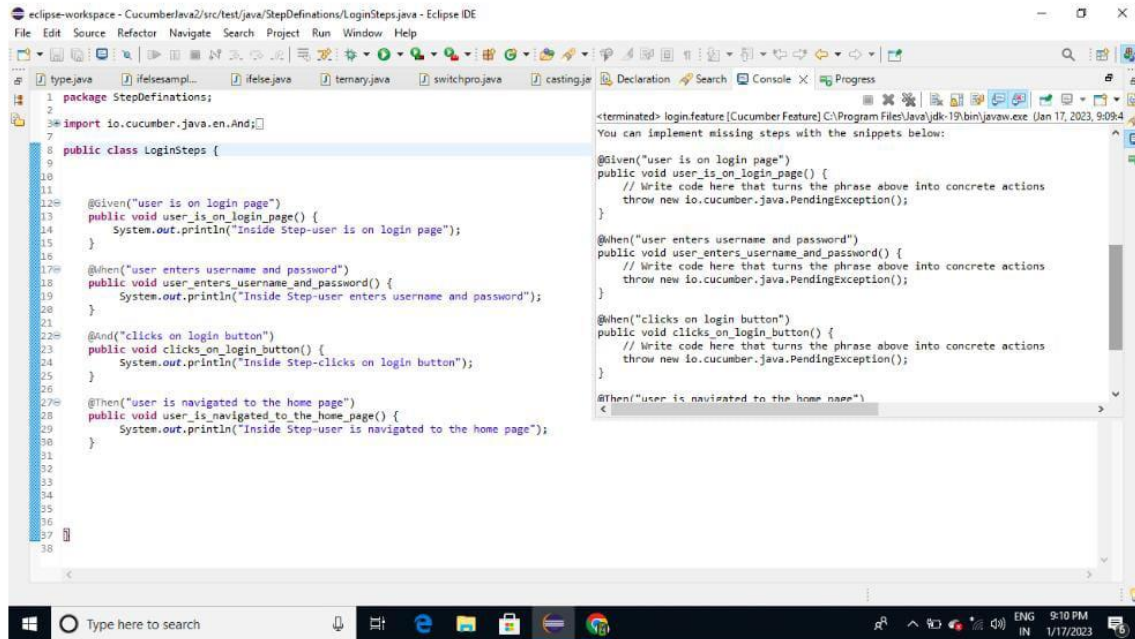 eclipse-workspace - CucumberJava2/src/test/java/StepDefinations/LoginSteps.java - Eclipse IDE
File Edit Source Refactor Navigate Search Project Run Window Help
type.java ifelsesampl... ifelse.java ternary.java switchpro.java casting.ja Declaration Search Console Progress
<terminated> login.feature [Cucumber Feature] C:\Program Files\Java\jdk-19\bin\javaw.exe (Jan 17, 2023, 9:09:4
1 package StepDefinations;
2
3 import io.cucumber.java.en.And;
7
8 public class LoginSteps {
9
10
11
12 @Given("user is on login page")
13 public void user_is_on_login_page() {
14 System.out.println("Inside Step-user is on login page");
15 }
16
17 @When("user enters username and password")
18 public void user_enters_username_and_password() {
19 System.out.println("Inside Step-user enters username and password");
20 }
21
22 @And("clicks on login button")
23 public void clicks_on_login_button() {
24 System.out.println("Inside Step-clicks on login button");
25 }
26
27 @Then("user is navigated to the home page")
28 public void user_is_navigated_to_the_home_page() {
29 System.out.println("Inside Step-user is navigated to the home page");
30 }
31
32
33
34
35
36
37 }
38
You can implement missing steps with the snippets below:
@Given("user is on login page")
public void user_is_on_login_page() {
// Write code here that turns the phrase above into concrete actions
throw new io.cucumber.java.PendingException();
}
@When("user enters username and password")
public void user_enters_username_and_password() {
// Write code here that turns the phrase above into concrete actions
throw new io.cucumber.java.PendingException();
}
@When("clicks on login button")
public void clicks_on_login_button() {
// Write code here that turns the phrase above into concrete actions
throw new io.cucumber.java.PendingException();
}
@Then("user is navigated to the home page")
Type here to search
ENG
IN
9:10 PM
1/17/2023
6